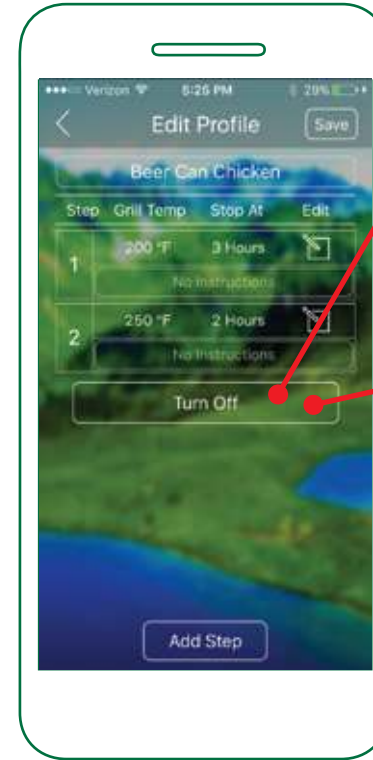 Verizon 5:25 PM 29%
Edit Profile Save
Beer Can Chicken
Step Grill Temp Stop At Edit
1 200 °F 3 Hours
No Instructions
2 250 °F 2 Hours
No Instructions
Turn Off
Add Step